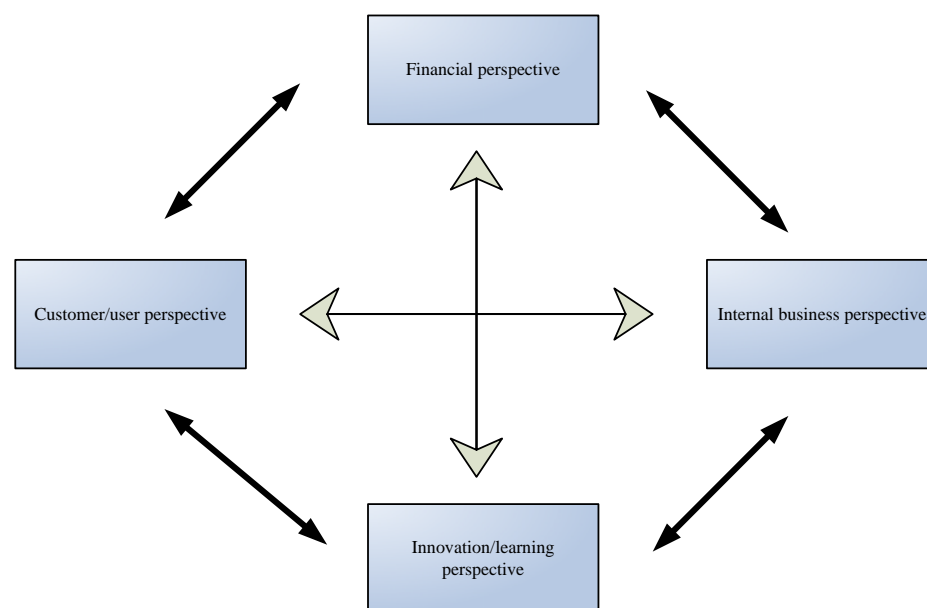 Financial perspective
Customer/user perspective
Internal business perspective
Innovation/learning
perspective